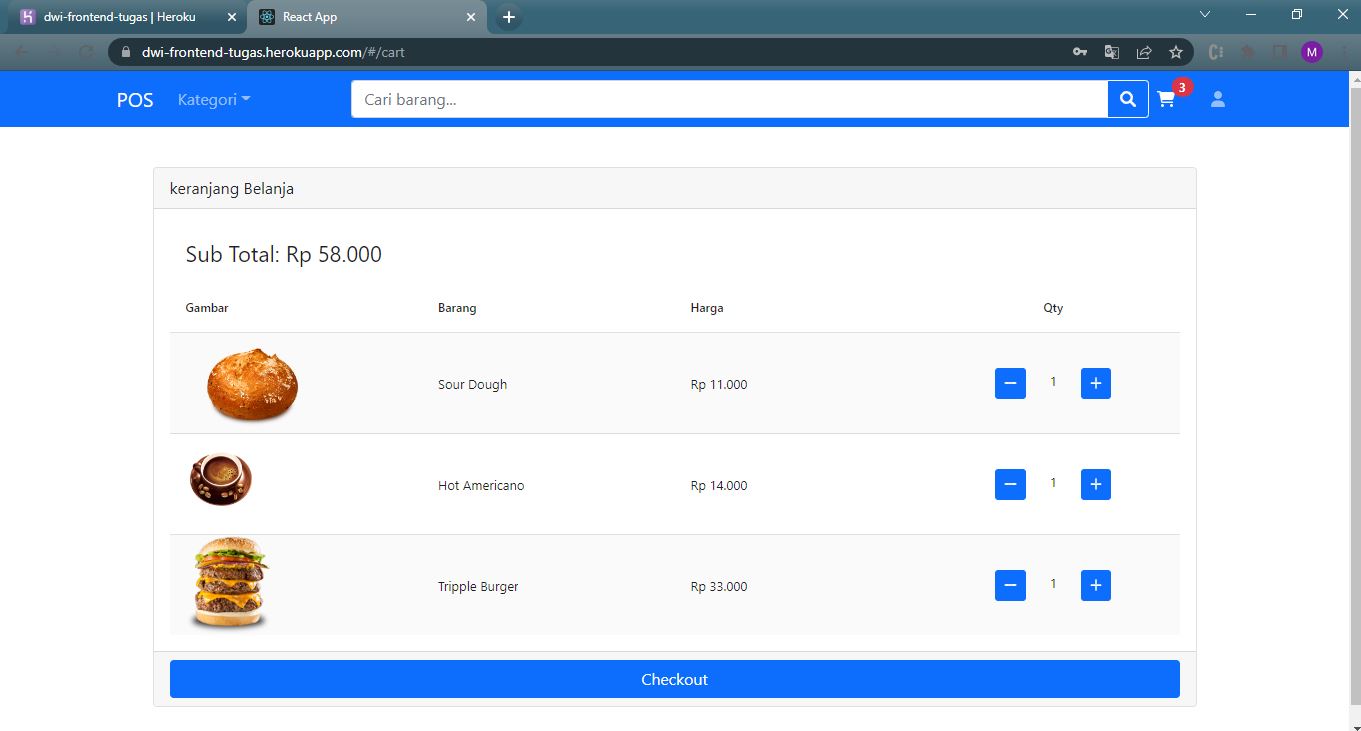 dwi-frontend-tugas | Heroku
React App
dwi-frontend-tugas.herokuapp.com/#/cart
M
POS Kategori Cari barang... 3
keranjang Belanja
Sub Total: Rp 58.000
Gambar Barang Harga Qty
Sour Dough Rp 11.000 1
Hot Americano Rp 14.000 1
Tripple Burger Rp 33.000 1
Checkout